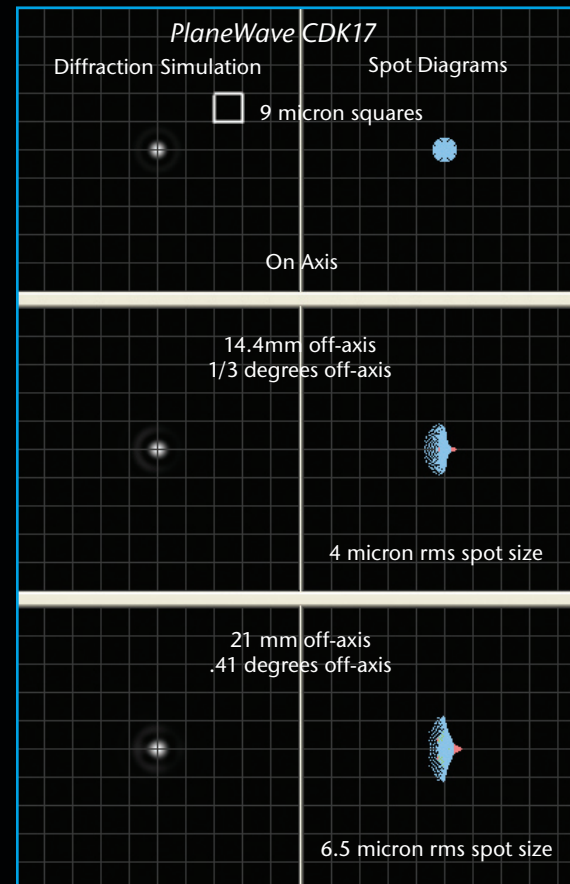 PlaneWave CDK17
Diffraction Simulation
Spot Diagrams
9 micron squares
On Axis
14.4mm off-axis
1/3 degrees off-axis
4 micron rms spot size
21 mm off-axis
.41 degrees off-axis
6.5 micron rms spot size